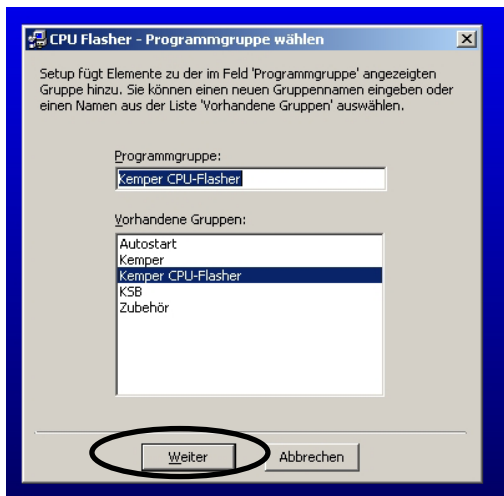 CPU Flasher - Programmgruppe wählen
Setup fügt Elemente zu der im Feld 'Programmgruppe' angezeigten
Gruppe hinzu. Sie können einen neuen Gruppennamen eingeben oder
einen Namen aus der Liste 'Vorhandene Gruppen' auswählen.
Programmgruppe:
Kemper CPU-Flasher
Vorhandene Gruppen:
Autostart
Kemper
Kemper CPU-Flasher
KSB
Zubehör
Weiter Abbrechen